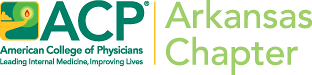 ACP®
American College of Physicians
Leading Internal Medicine, Improving Lives
Arkansas
Chapter